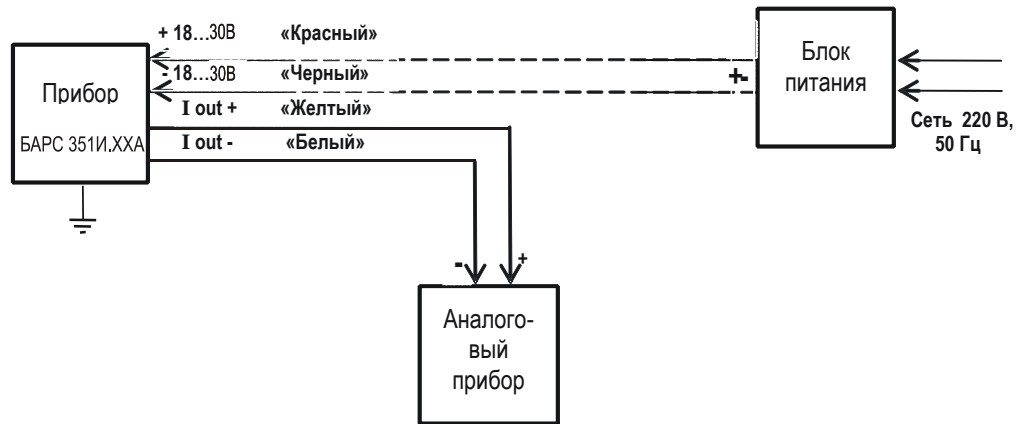 + 18...30В «Красный»
- 18...30В «Черный»
I out + «Желтый»
I out - «Белый»
Прибор
БАРС 351И.ХХА
+-
Блок
питания
Сеть 220 В,
50 Гц
- +
Аналого-
вый
прибор